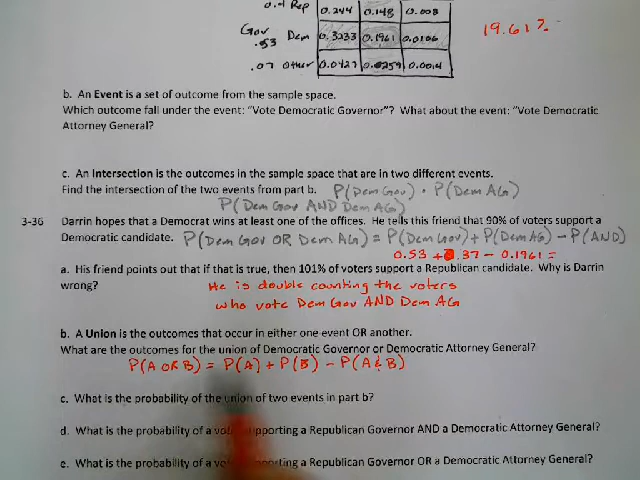 0.4 Rep 0.244 0.148 0.008
19.61%
Gov .53 Dem 0.3233 0.1961 0.0106
.07 Other 0.0427 0.0259 0.0014
b. An Event is a set of outcome from the sample space.
Which outcome fall under the event: "Vote Democratic Governor"? What about the event: "Vote Democratic
Attorney General?
c. An Intersection is the outcomes in the sample space that are in two different events.
Find the intersection of the two events from part b. P(Dem Gov) · P(Dem AG)
P(Dem Gov AND Dem AG)
3-36 Darrin hopes that a Democrat wins at least one of the offices. He tells this friend that 90% of voters support a
Democratic candidate. P(Dem Gov OR Dem AG) = P(Dem Gov) + P(Dem AG) - P(AND)
0.53 + 0.37 - 0.1961 =
a. His friend points out that if that is true, then 101% of voters support a Republican candidate. Why is Darrin
wrong? He is double counting the voters
who vote Dem Gov AND Dem AG
b. A Union is the outcomes that occur in either one event OR another.
What are the outcomes for the union of Democratic Governor or Democratic Attorney General?
P(A OR B) = P(A) + P(B) - P(A & B)
c. What is the probability of the union of two events in part b?
d. What is the probability of a vot supporting a Republican Governor AND a Democratic Attorney General?
e. What is the probability of a vot supporting a Republican Governor OR a Democratic Attorney General?